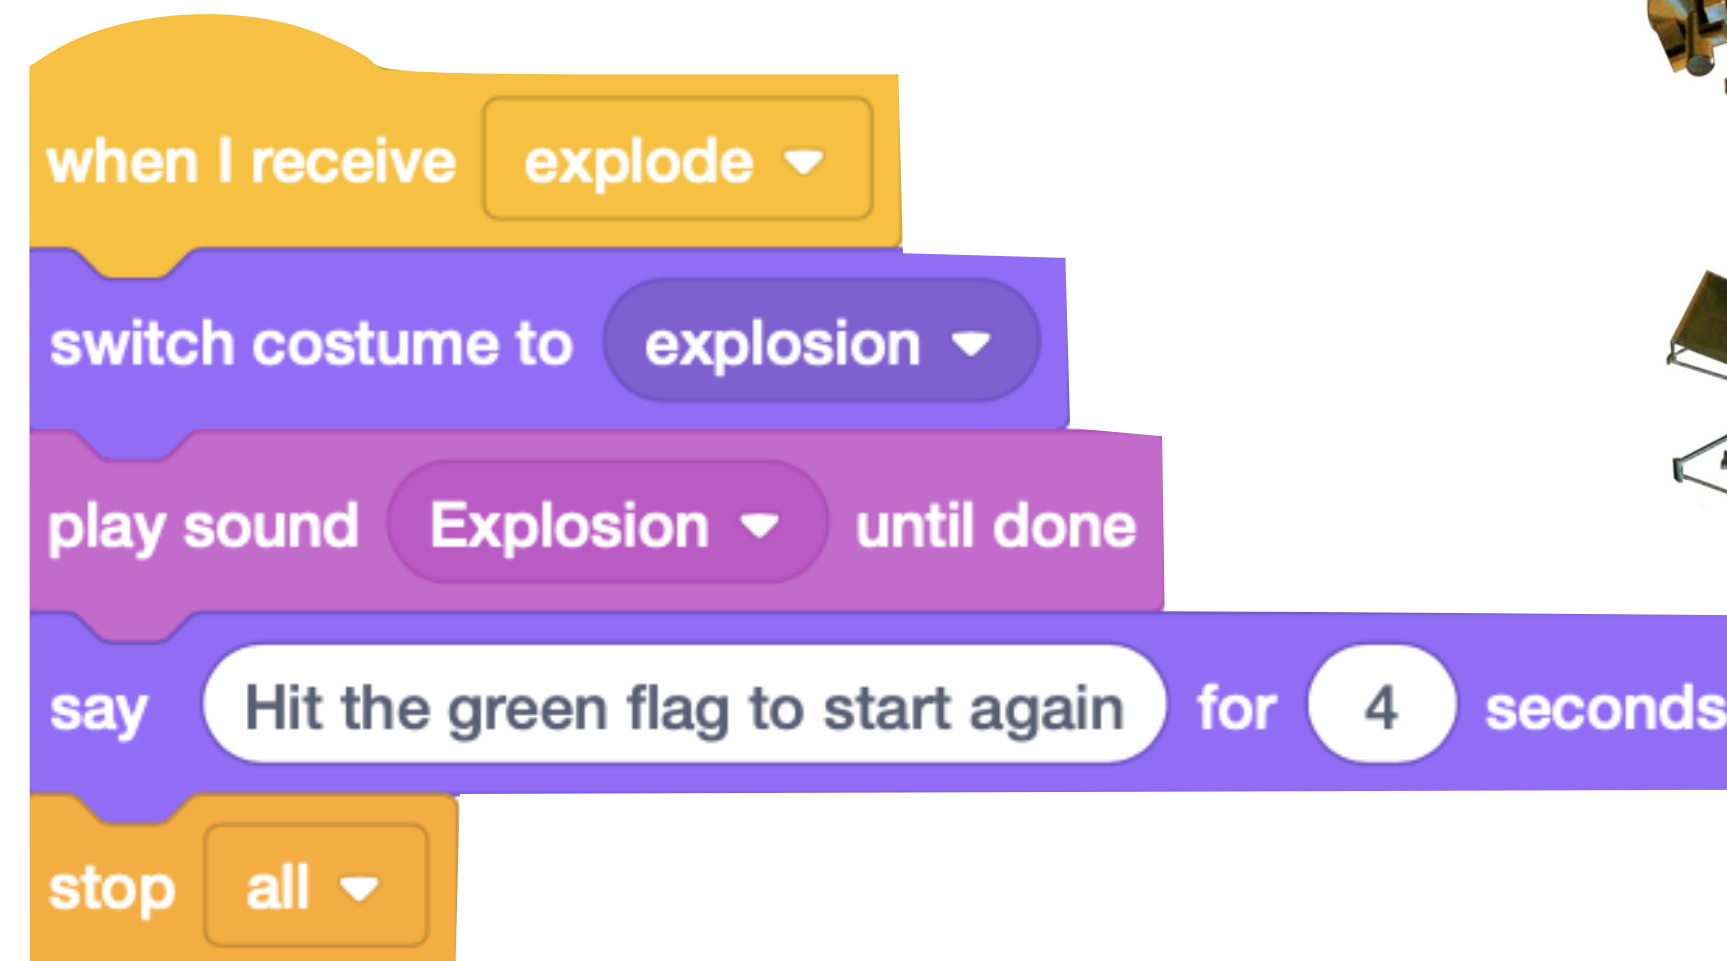 when I receive explode
switch costume to explosion
play sound Explosion until done
say Hit the green flag to start again for 4 seconds
stop all